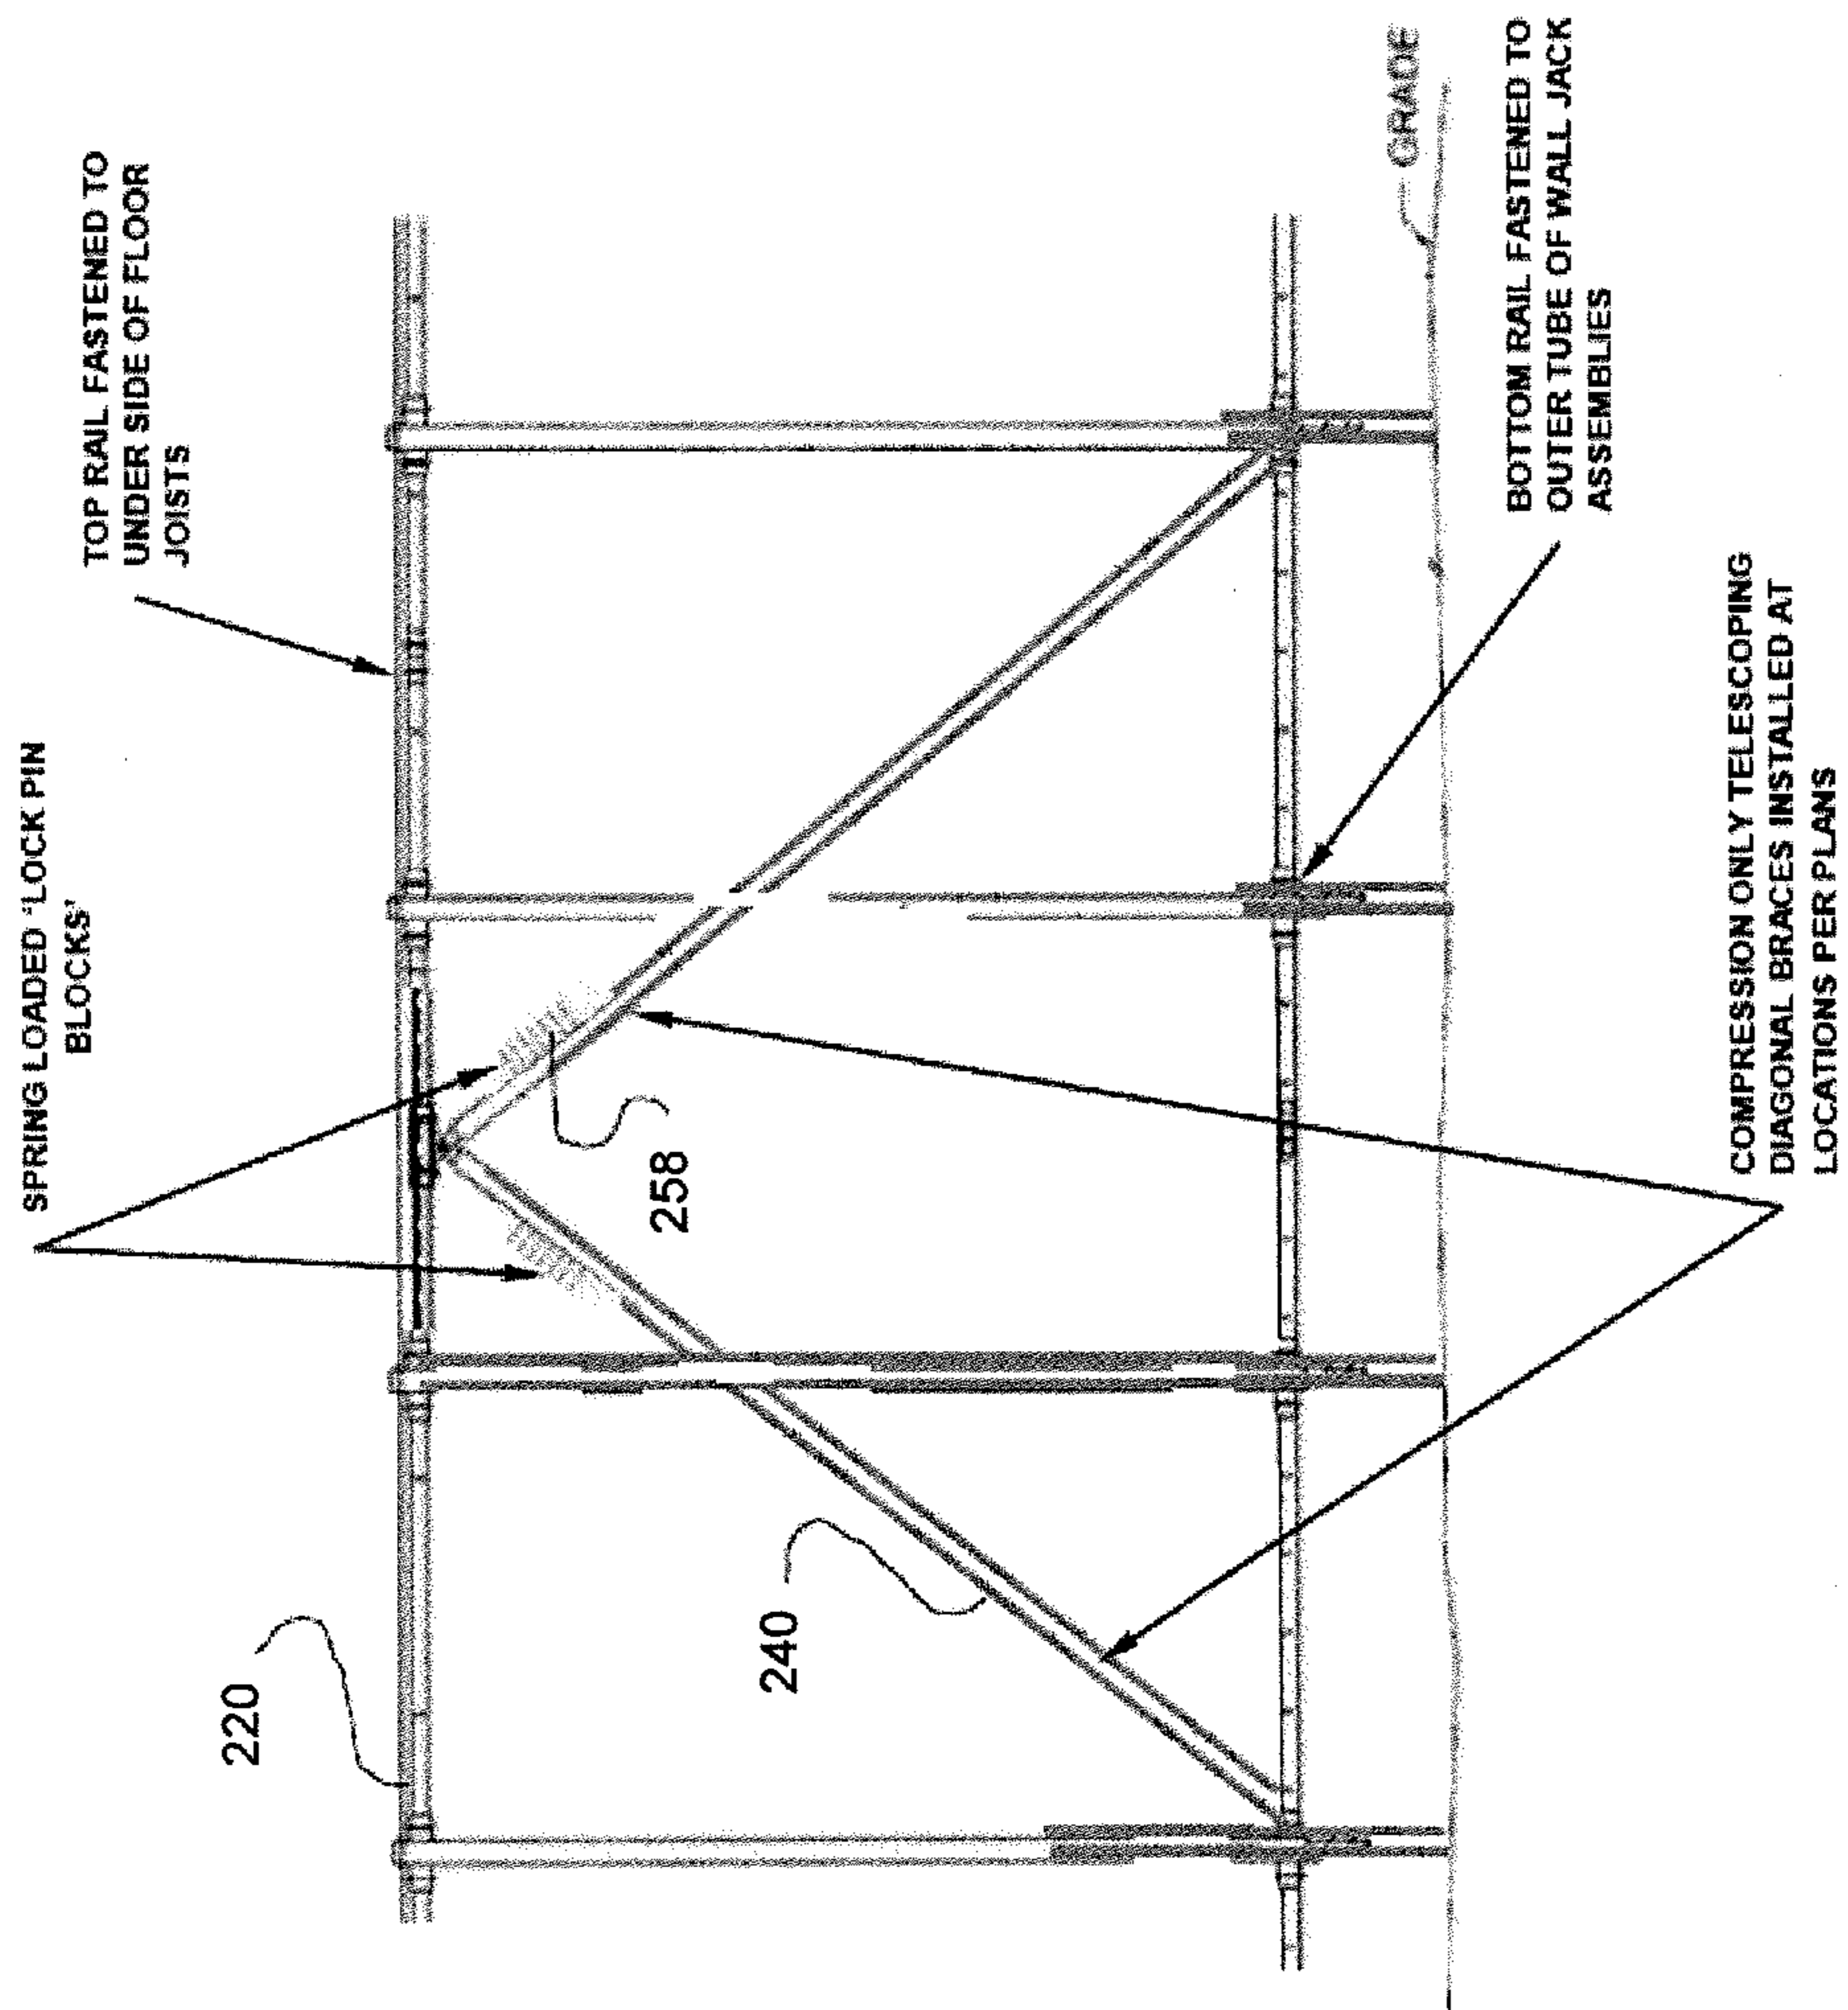 SPRING LOADED 'LOCK PIN
BLOCKS'
TOP RAIL FASTENED TO
UNDER SIDE OF FLOOR
JOISTS
220
258
240
GRADE
BOTTOM RAIL FASTENED TO
OUTER TUBE OF WALL JACK
ASSEMBLIES
COMPRESSION ONLY TELESCOPING
DIAGONAL BRACES INSTALLED AT
LOCATIONS PER PLANS